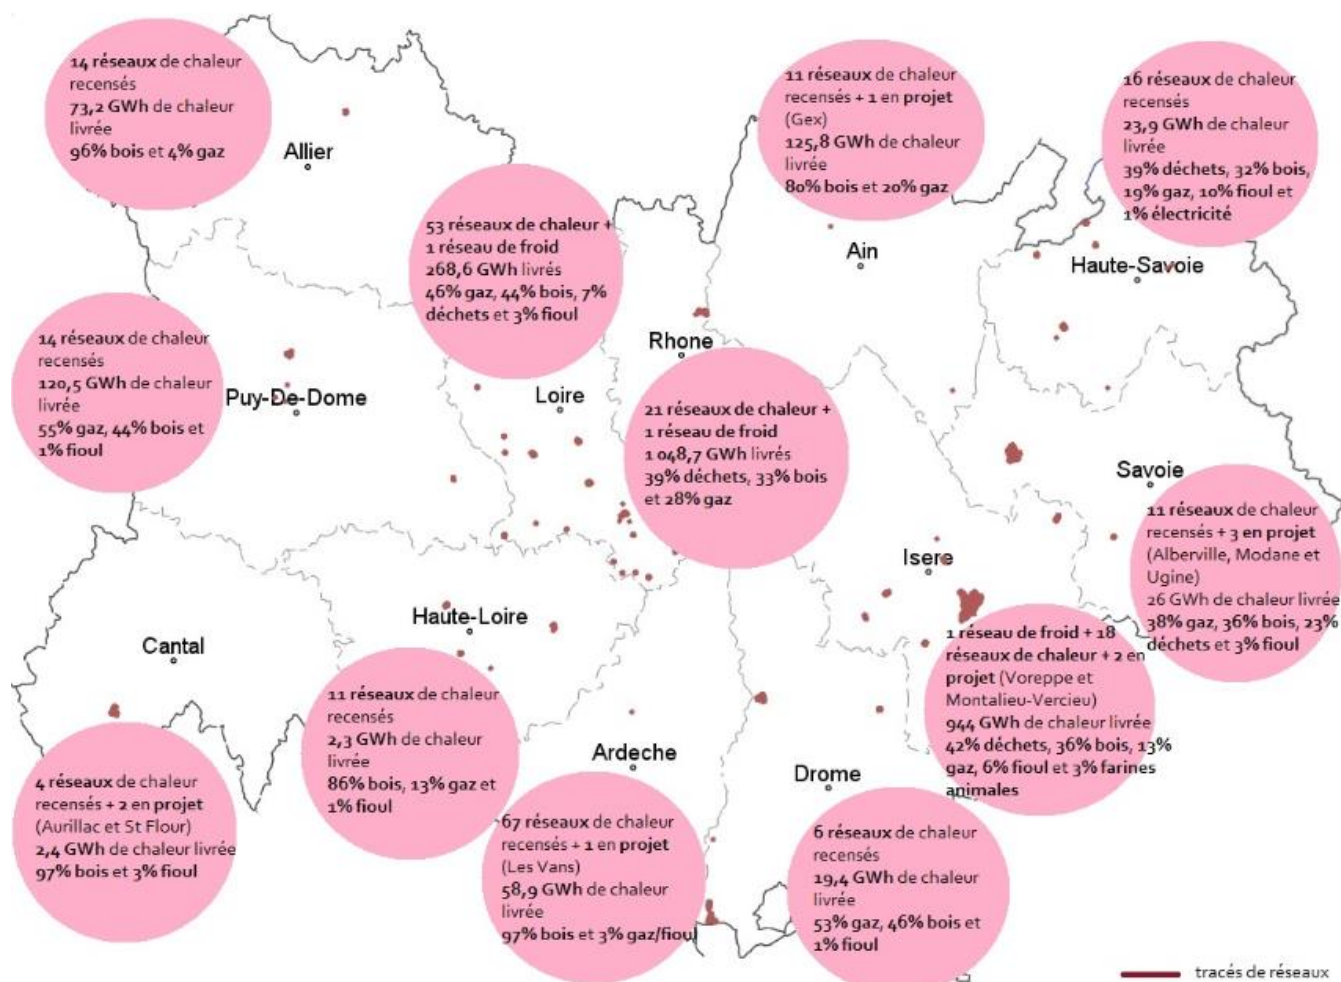 14 réseaux de chaleur
recensés
73,2 GWh de chaleur
livrée
96% bois et 4% gaz
Allier
11 réseaux de chaleur
recensés + 1 en projet
(Gex)
125,8 GWh de chaleur
livrée
80% bois et 20% gaz
Ain
16 réseaux de chaleur
recensés
23,9 GWh de chaleur
livrée
39% déchets, 32% bois,
19% gaz, 10% fioul et
1% électricité
Haute-Savoie
53 réseaux de chaleur +
1 réseau de froid
268,6 GWh livrés
46% gaz, 44% bois, 7%
déchets et 3% fioul
Loire
Rhone
14 réseaux de chaleur
recensés
120,5 GWh de chaleur
livrée
55% gaz, 44% bois et
1% fioul
Puy-De-Dome
21 réseaux de chaleur +
1 réseau de froid
1 048,7 GWh livrés
39% déchets, 33% bois
et 28% gaz
Savoie
11 réseaux de chaleur
recensés + 3 en projet
(Alberville, Modane et
Ugine)
26 GWh de chaleur livrée
38% gaz, 36% bois, 23%
déchets et 3% fioul
Isere
1 réseau de froid + 18
réseaux de chaleur + 2 en
projet (Voreppe et
Montalieu-Vercieu)
944 GWh de chaleur livrée
42% déchets, 36% bois, 13%
gaz, 6% fioul et 3% farines
animales
Haute-Loire
11 réseaux de chaleur
recensés
2,3 GWh de chaleur
livrée
86% bois, 13% gaz et
1% fioul
Cantal
4 réseaux de chaleur
recensés + 2 en projet
(Aurillac et St Flour)
2,4 GWh de chaleur livrée
97% bois et 3% fioul
Ardeche
67 réseaux de chaleur
recensés + 1 en projet
(Les Vans)
58,9 GWh de chaleur
livrée
97% bois et 3% gaz/fioul
Drome
6 réseaux de chaleur
recensés
19,4 GWh de chaleur
livrée
53% gaz, 46% bois et
1% fioul
tracés de réseaux